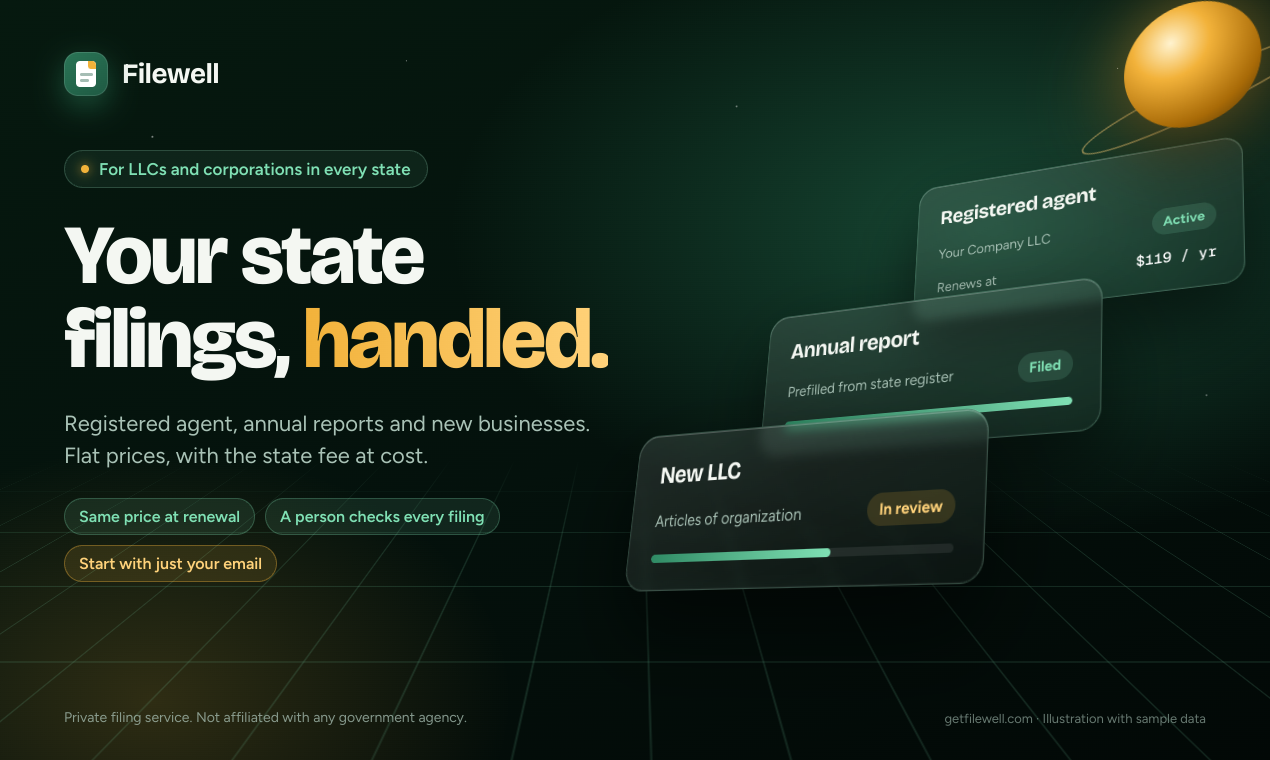 Filewell
For LLCs and corporations in every state
Your state
filings, handled.
Registered agent, annual reports and new businesses.
Flat prices, with the state fee at cost.
Same price at renewal
A person checks every filing
Start with just your email
Registered agent
Active
Your Company LLC
$119 / yr
Renews at
Annual report
Filed
Prefilled from state register
New LLC
In review
Articles of organization
Private filing service. Not affiliated with any government agency.
getfilewell.com · Illustration with sample data